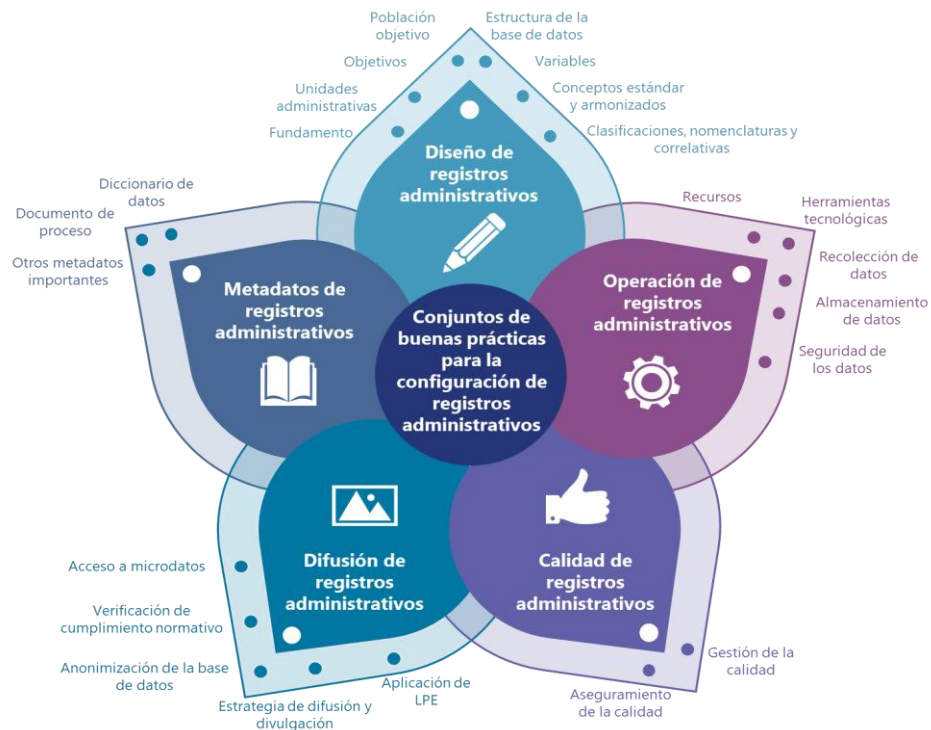 Población
objetivo
Estructura de la
base de datos
Objetivos
Variables
Unidades
administrativas
Conceptos estándar
y armonizados
Fundamento
Clasificaciones, nomenclaturas y
correlativas
Diseño de
registros
administrativos
Diccionario de
datos
Documento de
proceso
Otros metadatos
importantes
Metadatos de
registros
administrativos
Recursos
Herramientas
tecnológicas
Recolección de
datos
Almacenamiento
de datos
Seguridad de
los datos
Operación de
registros
administrativos
Conjuntos de
buenas prácticas
para la
configuración de
registros
administrativos
Difusión de
registros
administrativos
Acceso a microdatos
Verificación de
cumplimiento normativo
Anonimización de la base
de datos
Estrategia de difusión y
divulgación
Aplicación de
LPE
Calidad de
registros
administrativos
Gestión de la
calidad
Aseguramiento
de la calidad